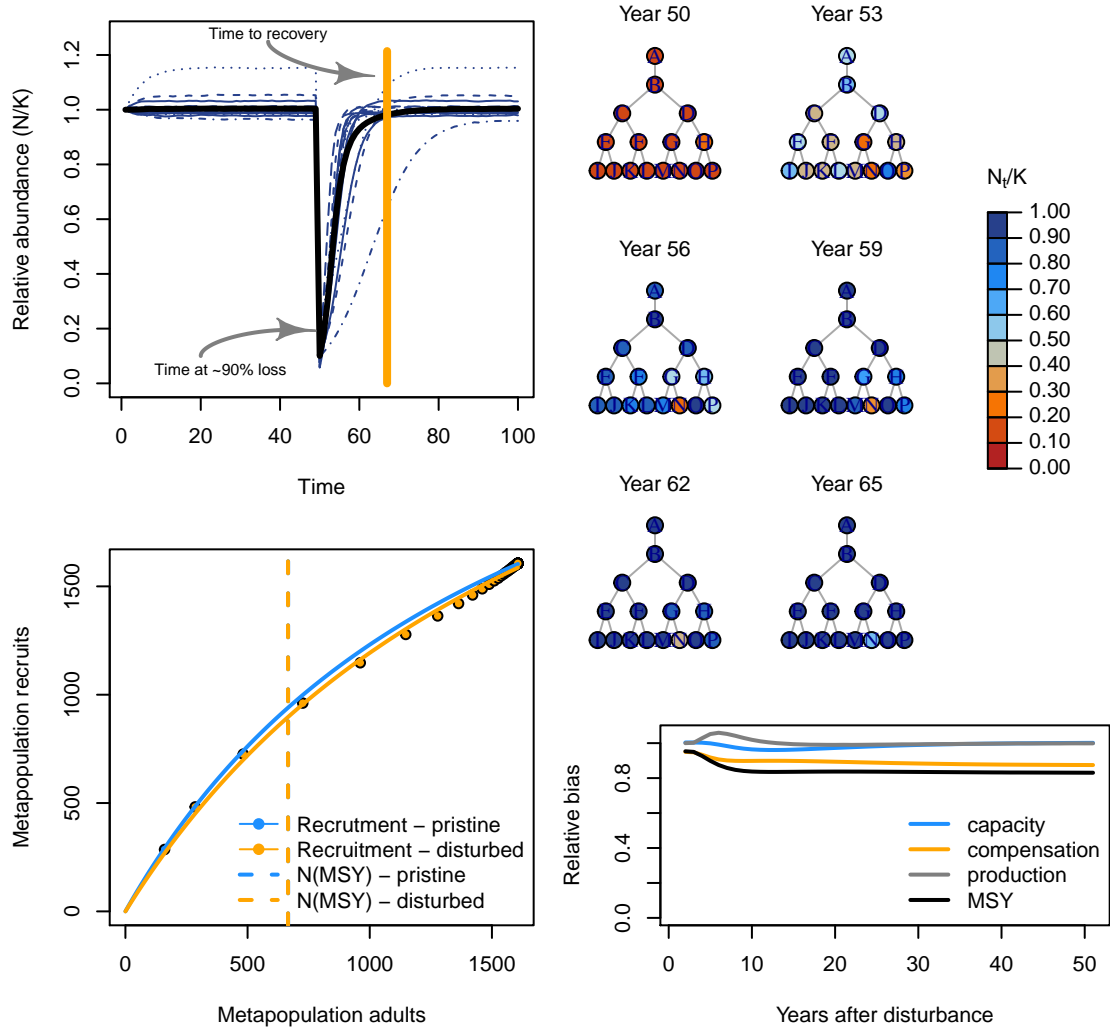 Relative abundance (N/K)
0.0
0.2
0.4
0.6
0.8
1.0
1.2
Time to recovery
Time at ~90% loss
0
20
40
60
80
100
Time
Year 50
A
B
G H
K M N P
Year 53
A
B
G H
K L M N P
Year 56
A
B
G H
K M N P
Year 59
A
B
D
G H
K L M N P
Year 62
A
B
D
G H
K L M N P
Year 65
A
B
D
G H
K L M N P
Nt/K
1.00
0.90
0.80
0.70
0.60
0.50
0.40
0.30
0.20
0.10
0.00
Metapopulation recruits
0
500
1000
1500
Recrutment − pristine
Recruitment − disturbed
N(MSY) − pristine
N(MSY) − disturbed
0
500
1000
1500
Metapopulation adults
Relative bias
0.0
0.4
0.8
capacity
compensation
production
MSY
0
10
20
30
40
50
Years after disturbance